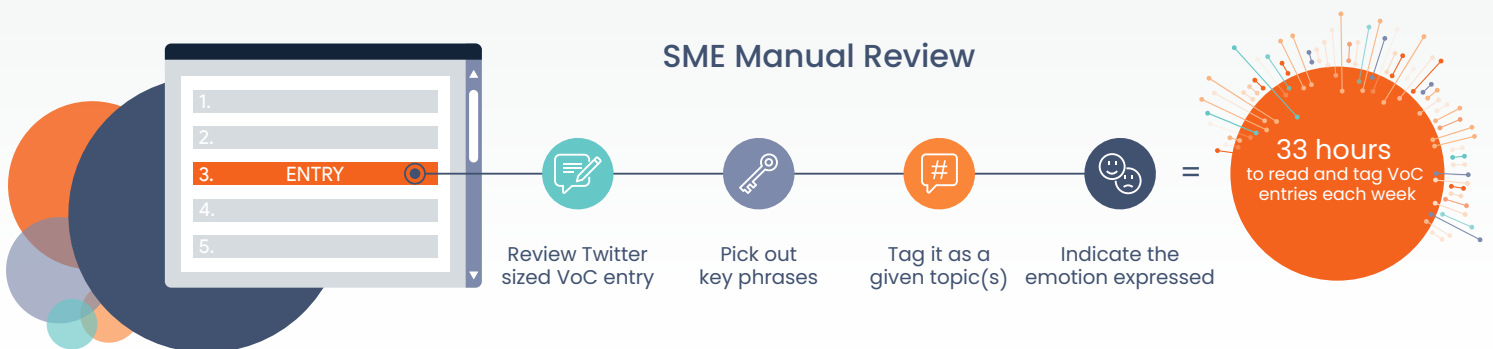 SME Manual Review
1.
2.
3. ENTRY
4.
5.
#
Review Twitter
sized VoC entry
Pick out
key phrases
Tag it as a
given topic(s)
Indicate the
emotion expressed
=
33 hours
to read and tag VoC
entries each week